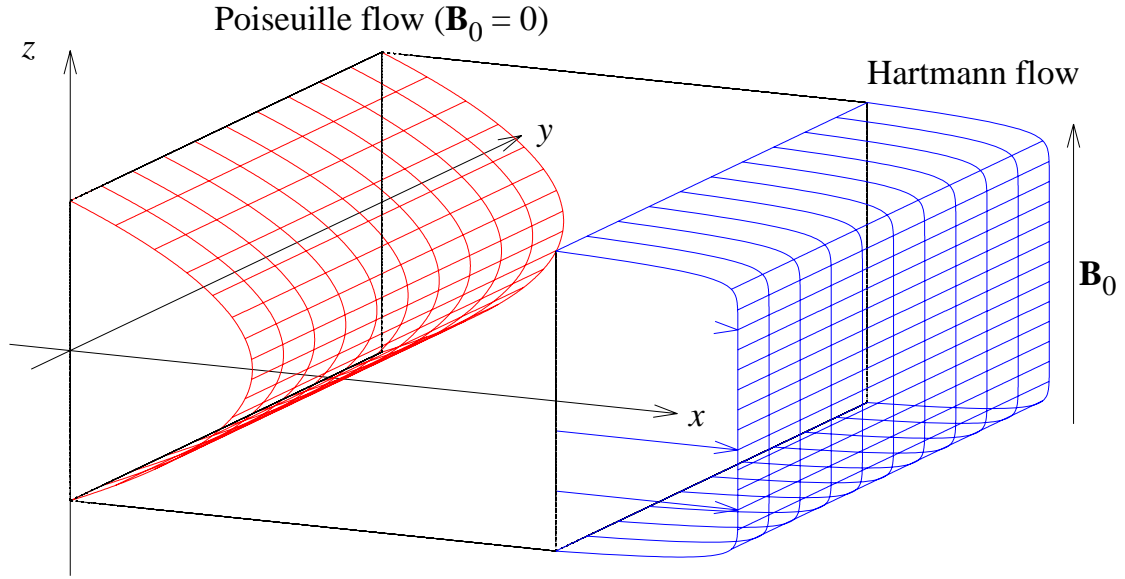 Poiseuille flow (B₀ = 0)
z
Hartmann flow
y
B₀
x